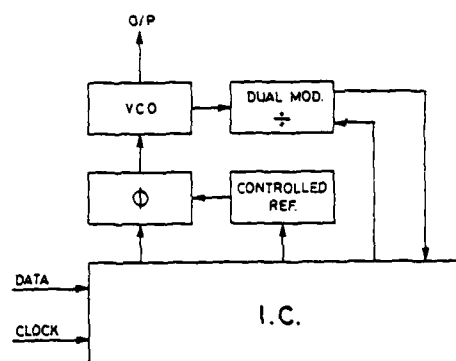 O/P
VCO
DUAL MOD.
÷
Φ
CONTROLLED
REF.
DATA
CLOCK
I.C.